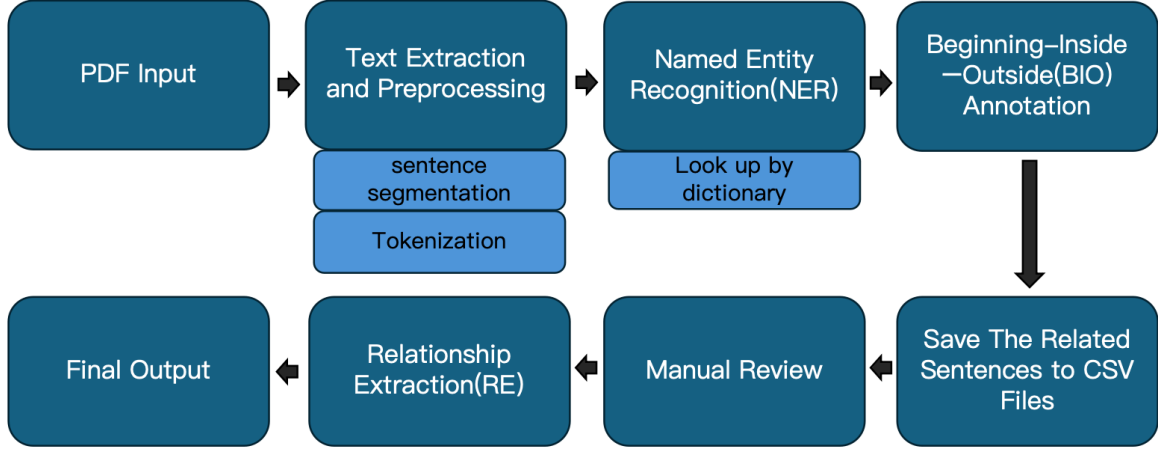 PDF Input
Text Extraction
and Preprocessing
sentence
segmentation
Tokenization
Named Entity
Recognition(NER)
Look up by
dictionary
Beginning–Inside
—Outside(BIO)
Annotation
Save The Related
Sentences to CSV
Files
Manual Review
Relationship
Extraction(RE)
Final Output